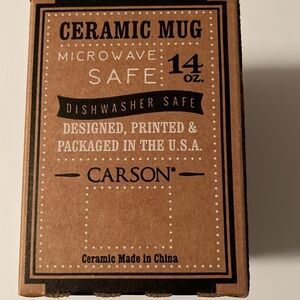 CERAMIC MUG
MICROWAVE
SAFE
14
oz.
DISHWASHER SAFE
DESIGNED, PRINTED &
PACKAGED IN THE U.S.A.
CARSON®
Ceramic Made in China